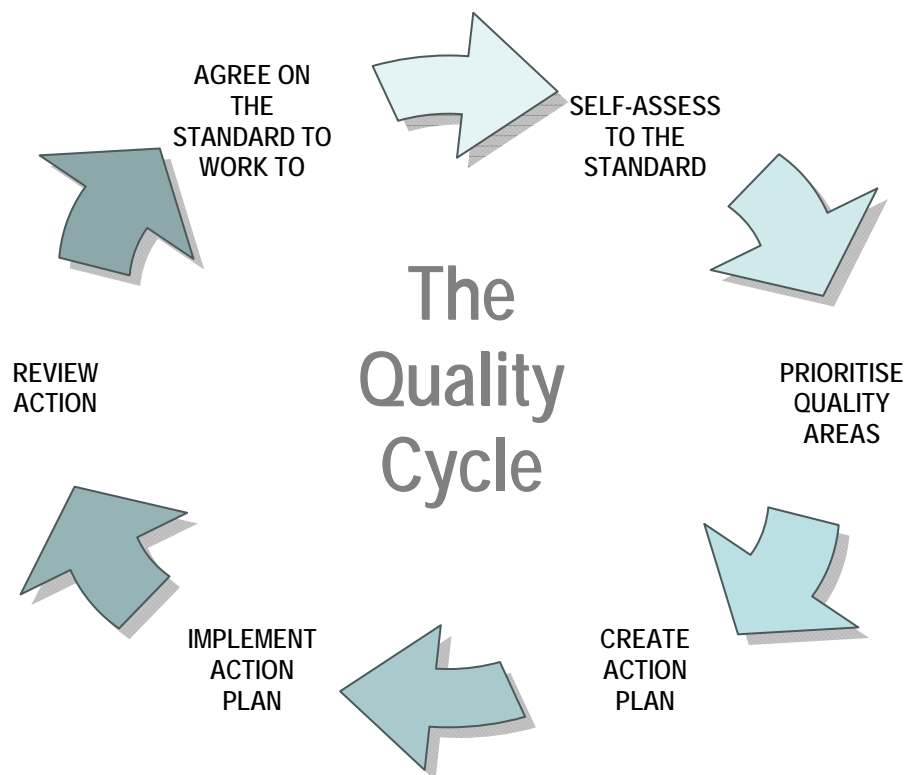 AGREE ON
THE
STANDARD TO
WORK TO
SELF-ASSESS
TO THE
STANDARD
The
Quality
Cycle
PRIORITISE
QUALITY
AREAS
CREATE
ACTION
PLAN
IMPLEMENT
ACTION
PLAN
REVIEW
ACTION